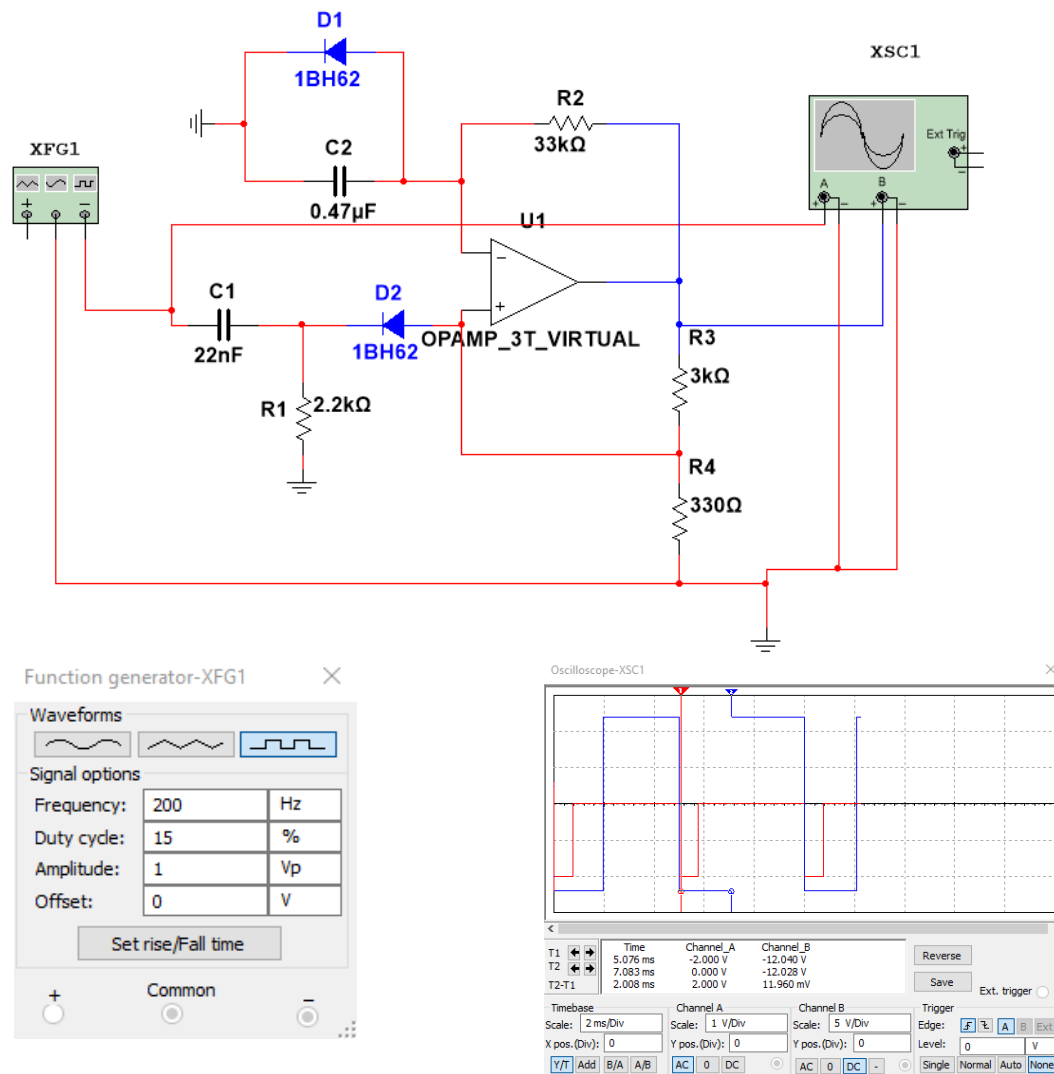 D1
1BH62
XSC1
R2
33kΩ
Ext Trig
+
−
XFG1
C2
0.47µF
A
B
+
−
+
−
+
−
U1
C1
22nF
D2
1BH62
−
+
OPAMP_3T_VIRTUAL
R3
3kΩ
R1
2.2kΩ
R4
330Ω
Function generator-XFG1
Waveforms
Signal options
Frequency: 200 Hz
Duty cycle: 15 %
Amplitude: 1 Vp
Offset: 0 V
Set rise/Fall time
+ Common −
Oscilloscope-XSC1
1 2
Time Channel_A Channel_B
T1 5.076 ms -2.000 V -12.040 V
T2 7.083 ms 0.000 V -12.028 V
T2-T1 2.008 ms 2.000 V 11.960 mV
Reverse
Save
Ext. trigger
Timebase
Scale: 2 ms/Div
X pos.(Div): 0
Y/T Add B/A A/B
Channel A
Scale: 1 V/Div
Y pos.(Div): 0
AC 0 DC
Channel B
Scale: 5 V/Div
Y pos.(Div): 0
AC 0 DC -
Trigger
Edge: A B Ext
Level: 0 V
Single Normal Auto None